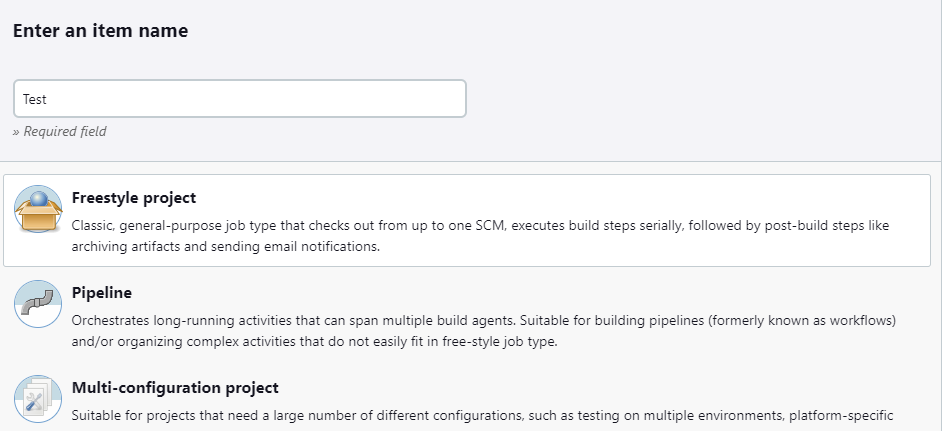 Enter an item name
Test
» Required field
Freestyle project
Classic, general-purpose job type that checks out from up to one SCM, executes build steps serially, followed by post-build steps like
archiving artifacts and sending email notifications.
Pipeline
Orchestrates long-running activities that can span multiple build agents. Suitable for building pipelines (formerly known as workflows)
and/or organizing complex activities that do not easily fit in free-style job type.
Multi-configuration project
Suitable for projects that need a large number of different configurations, such as testing on multiple environments, platform-specific